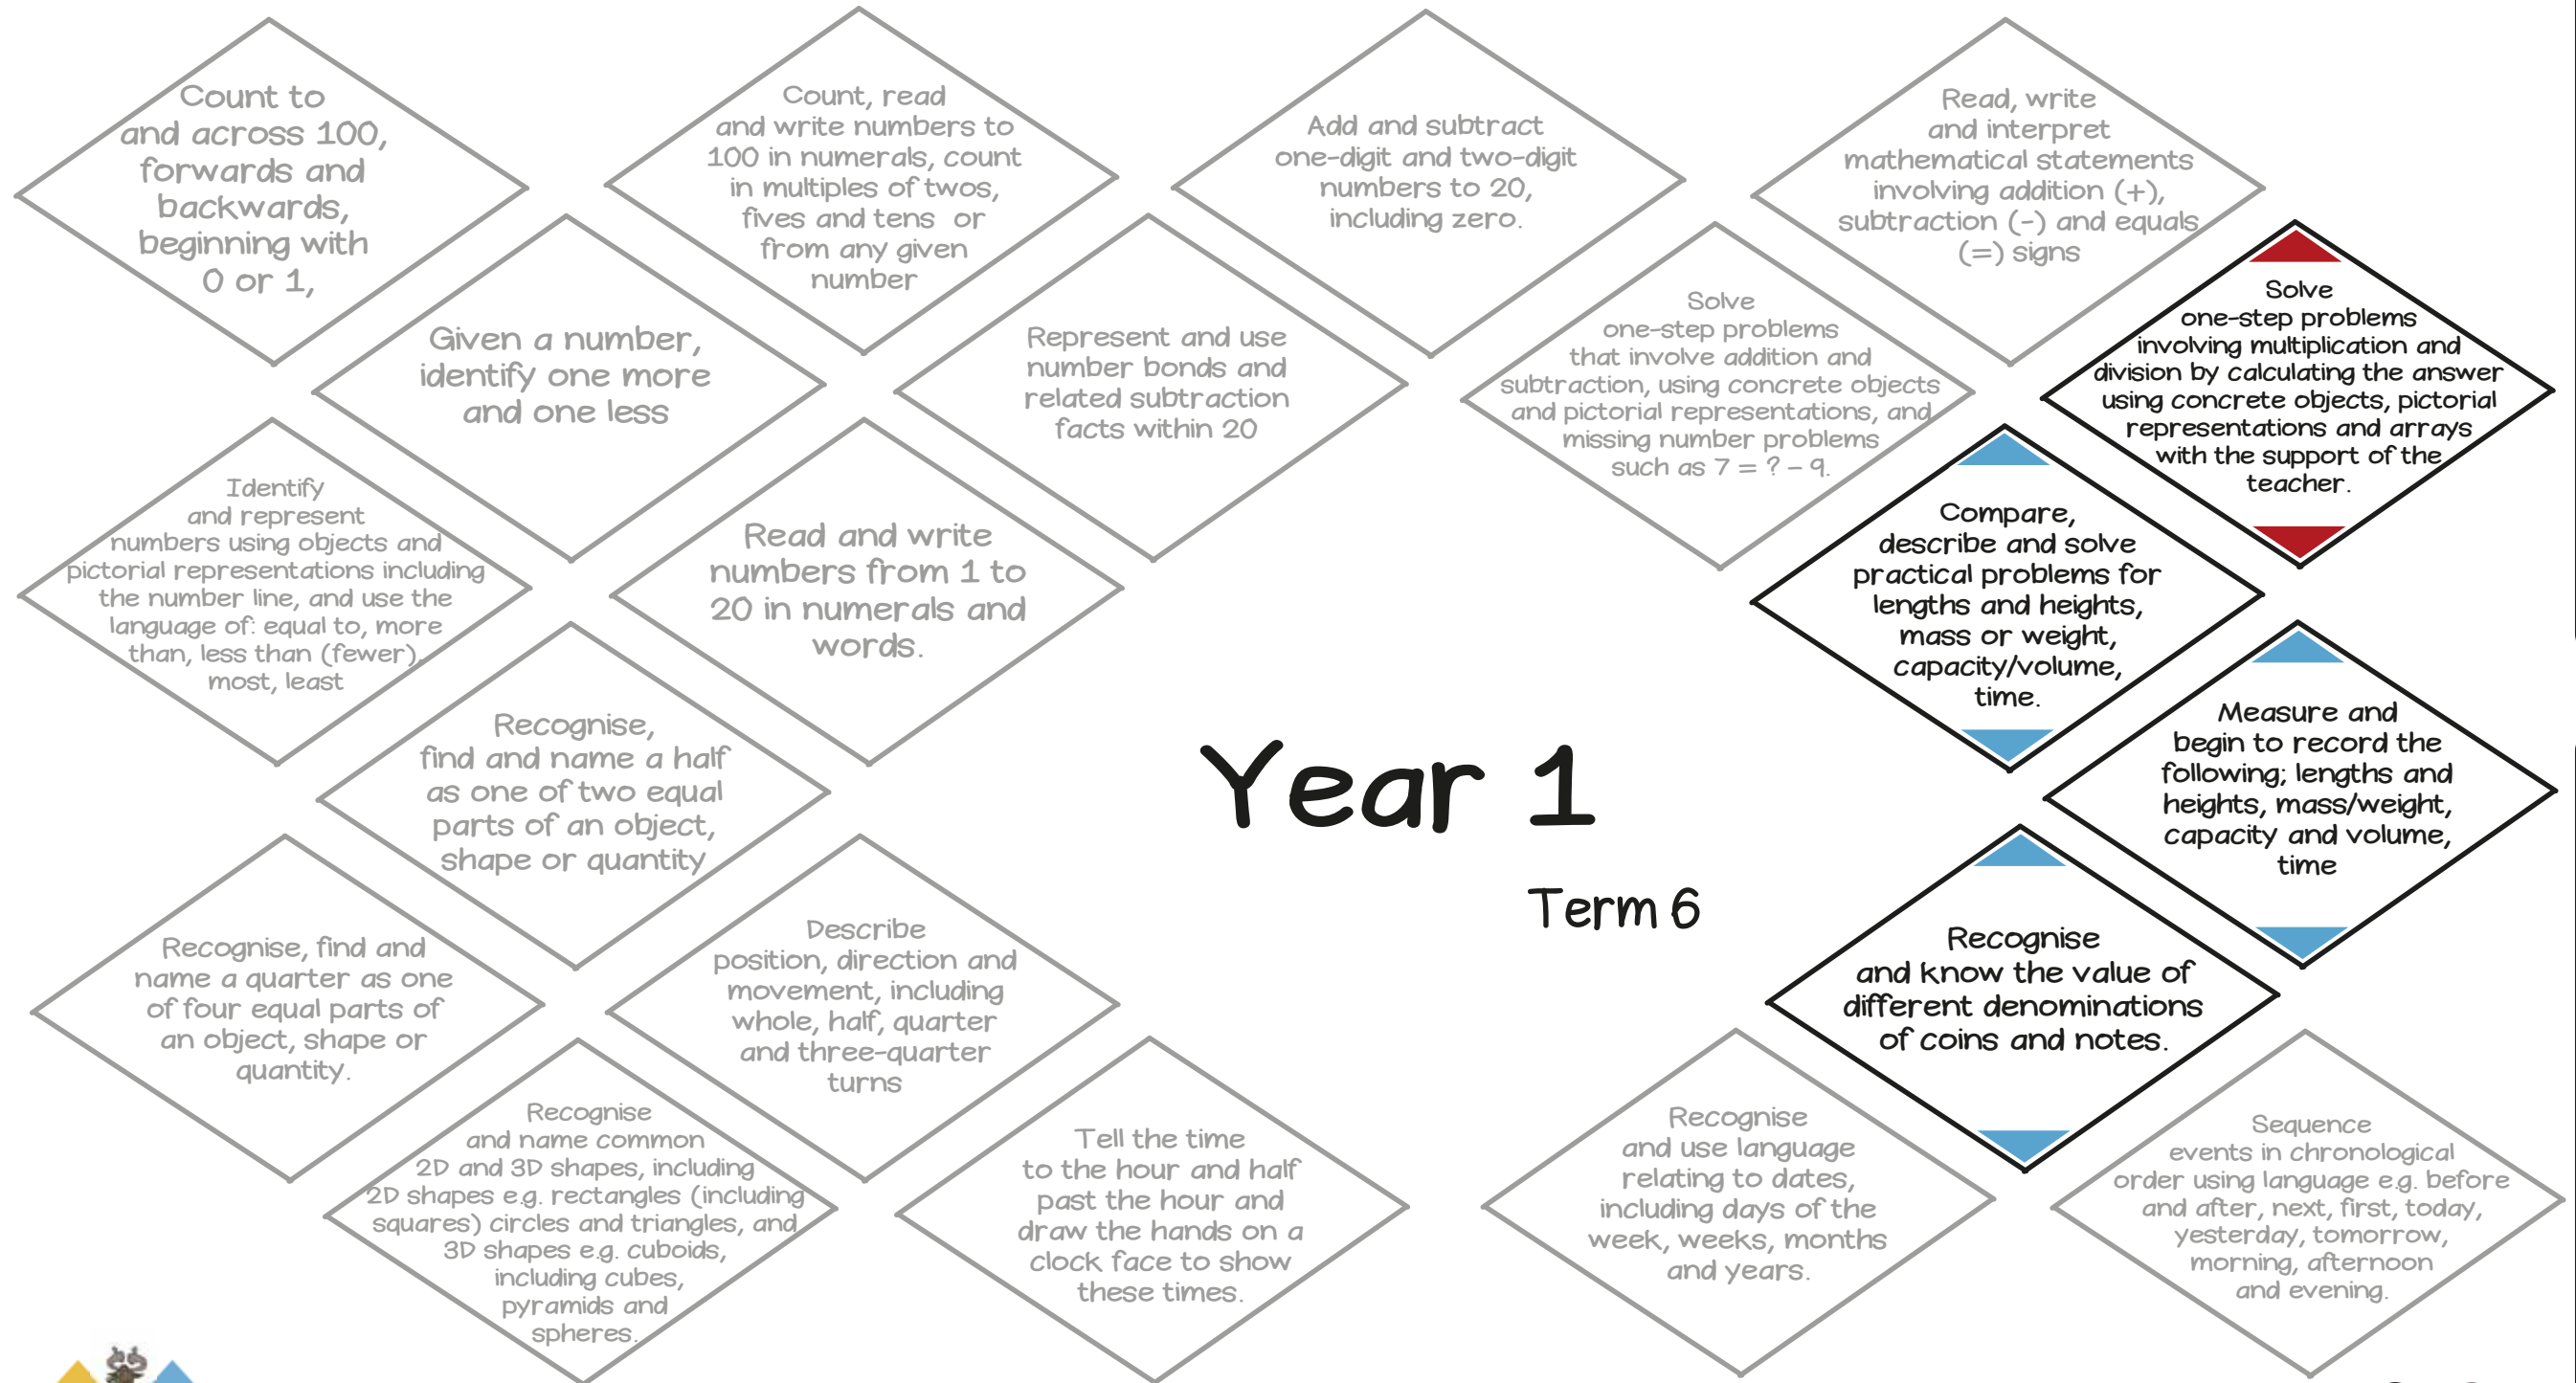 Count to
and across 100,
forwards and
backwards,
beginning with
0 or 1,
Count, read
and write numbers to
100 in numerals, count
in multiples of twos,
fives and tens or
from any given
number
Add and subtract
one-digit and two-digit
numbers to 20,
including zero.
Read, write
and interpret
mathematical statements
involving addition (+),
subtraction (-) and equals
(=) signs
Given a number,
identify one more
and one less
Represent and use
number bonds and
related subtraction
facts within 20
Solve
one-step problems
that involve addition and
subtraction, using concrete objects
and pictorial representations, and
missing number problems
such as 7 = ? – 9.
Solve
one-step problems
involving multiplication and
division by calculating the answer
using concrete objects, pictorial
representations and arrays
with the support of the
teacher.
Identify
and represent
numbers using objects and
pictorial representations including
the number line, and use the
language of: equal to, more
than, less than (fewer),
most, least
Read and write
numbers from 1 to
20 in numerals and
words.
Compare,
describe and solve
practical problems for
lengths and heights,
mass or weight,
capacity/volume,
time.
Recognise,
find and name a half
as one of two equal
parts of an object,
shape or quantity
Year 1
Term 6
Measure and
begin to record the
following; lengths and
heights, mass/weight,
capacity and volume,
time
Recognise, find and
name a quarter as one
of four equal parts of
an object, shape or
quantity.
Describe
position, direction and
movement, including
whole, half, quarter
and three-quarter
turns
Recognise
and know the value of
different denominations
of coins and notes.
Recognise
and name common
2D and 3D shapes, including
2D shapes e.g. rectangles (including
squares) circles and triangles, and
3D shapes e.g. cuboids,
including cubes,
pyramids and
spheres.
Tell the time
to the hour and half
past the hour and
draw the hands on a
clock face to show
these times.
Recognise
and use language
relating to dates,
including days of the
week, weeks, months
and years.
Sequence
events in chronological
order using language e.g. before
and after, next, first, today,
yesterday, tomorrow,
morning, afternoon
and evening.